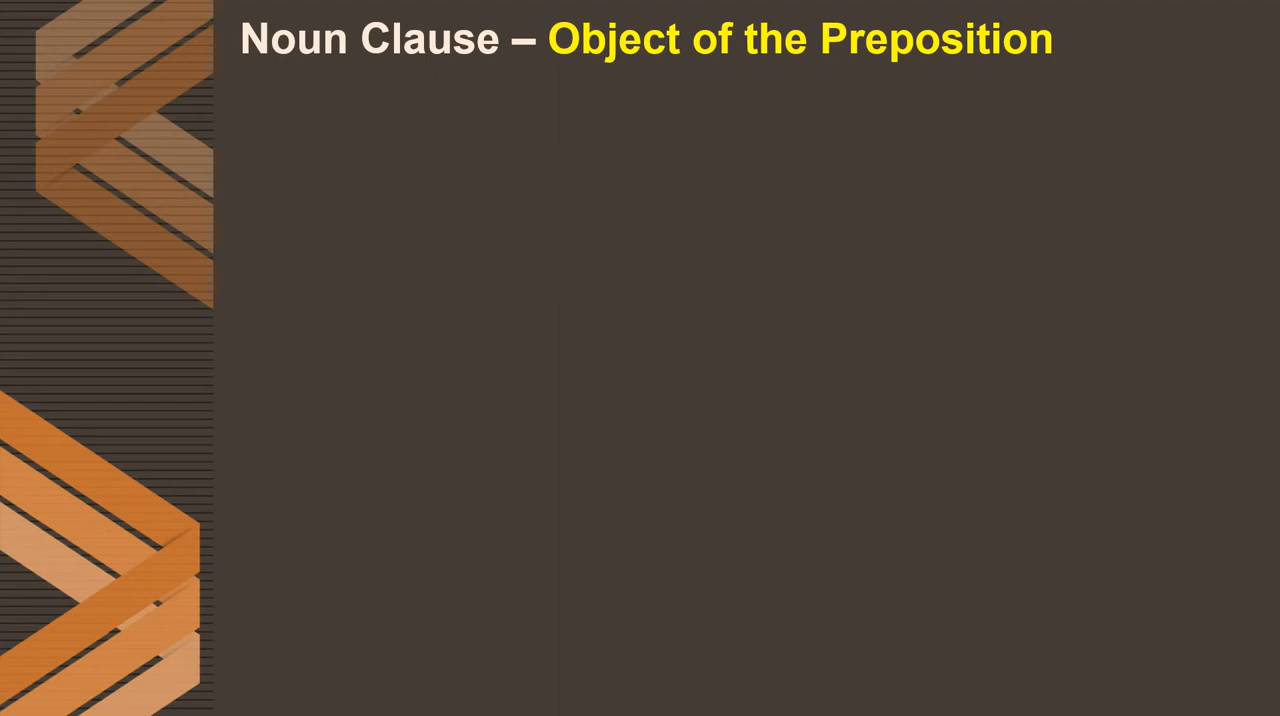 Noun Clause – Object of the Preposition